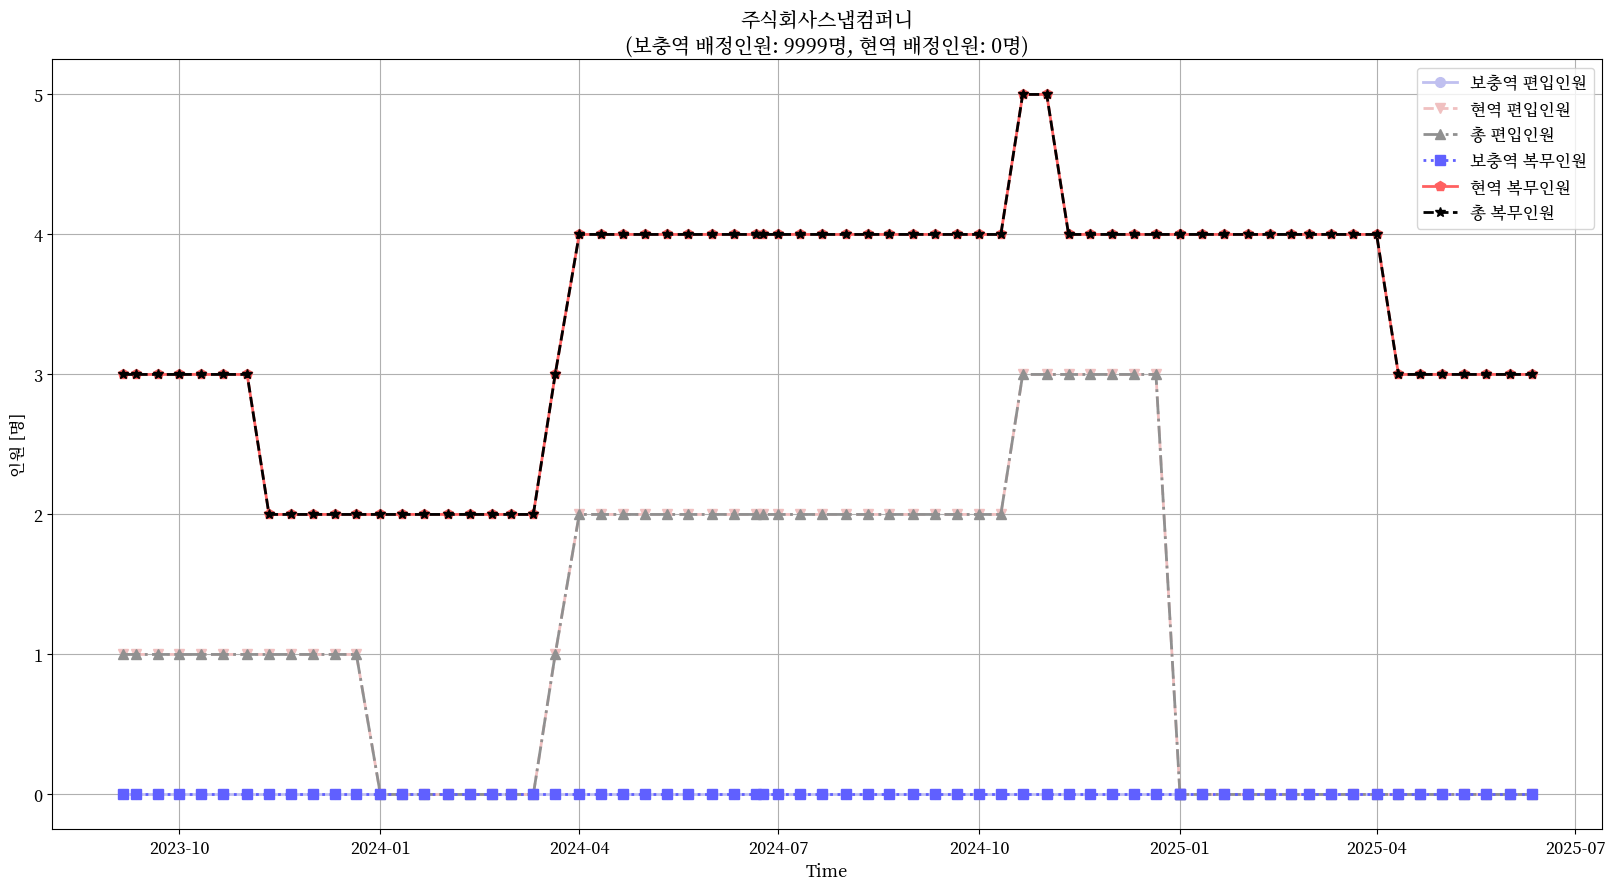 주식회사스냅컴퍼니
(보충역 배정인원: 9999명, 현역 배정인원: 0명)
보충역 편입인원
현역 편입인원
총 편입인원
보충역 복무인원
현역 복무인원
총 복무인원
인원 [명]
5
4
3
2
1
0
2023-10
2024-01
2024-04
2024-07
2024-10
2025-01
2025-04
2025-07
Time